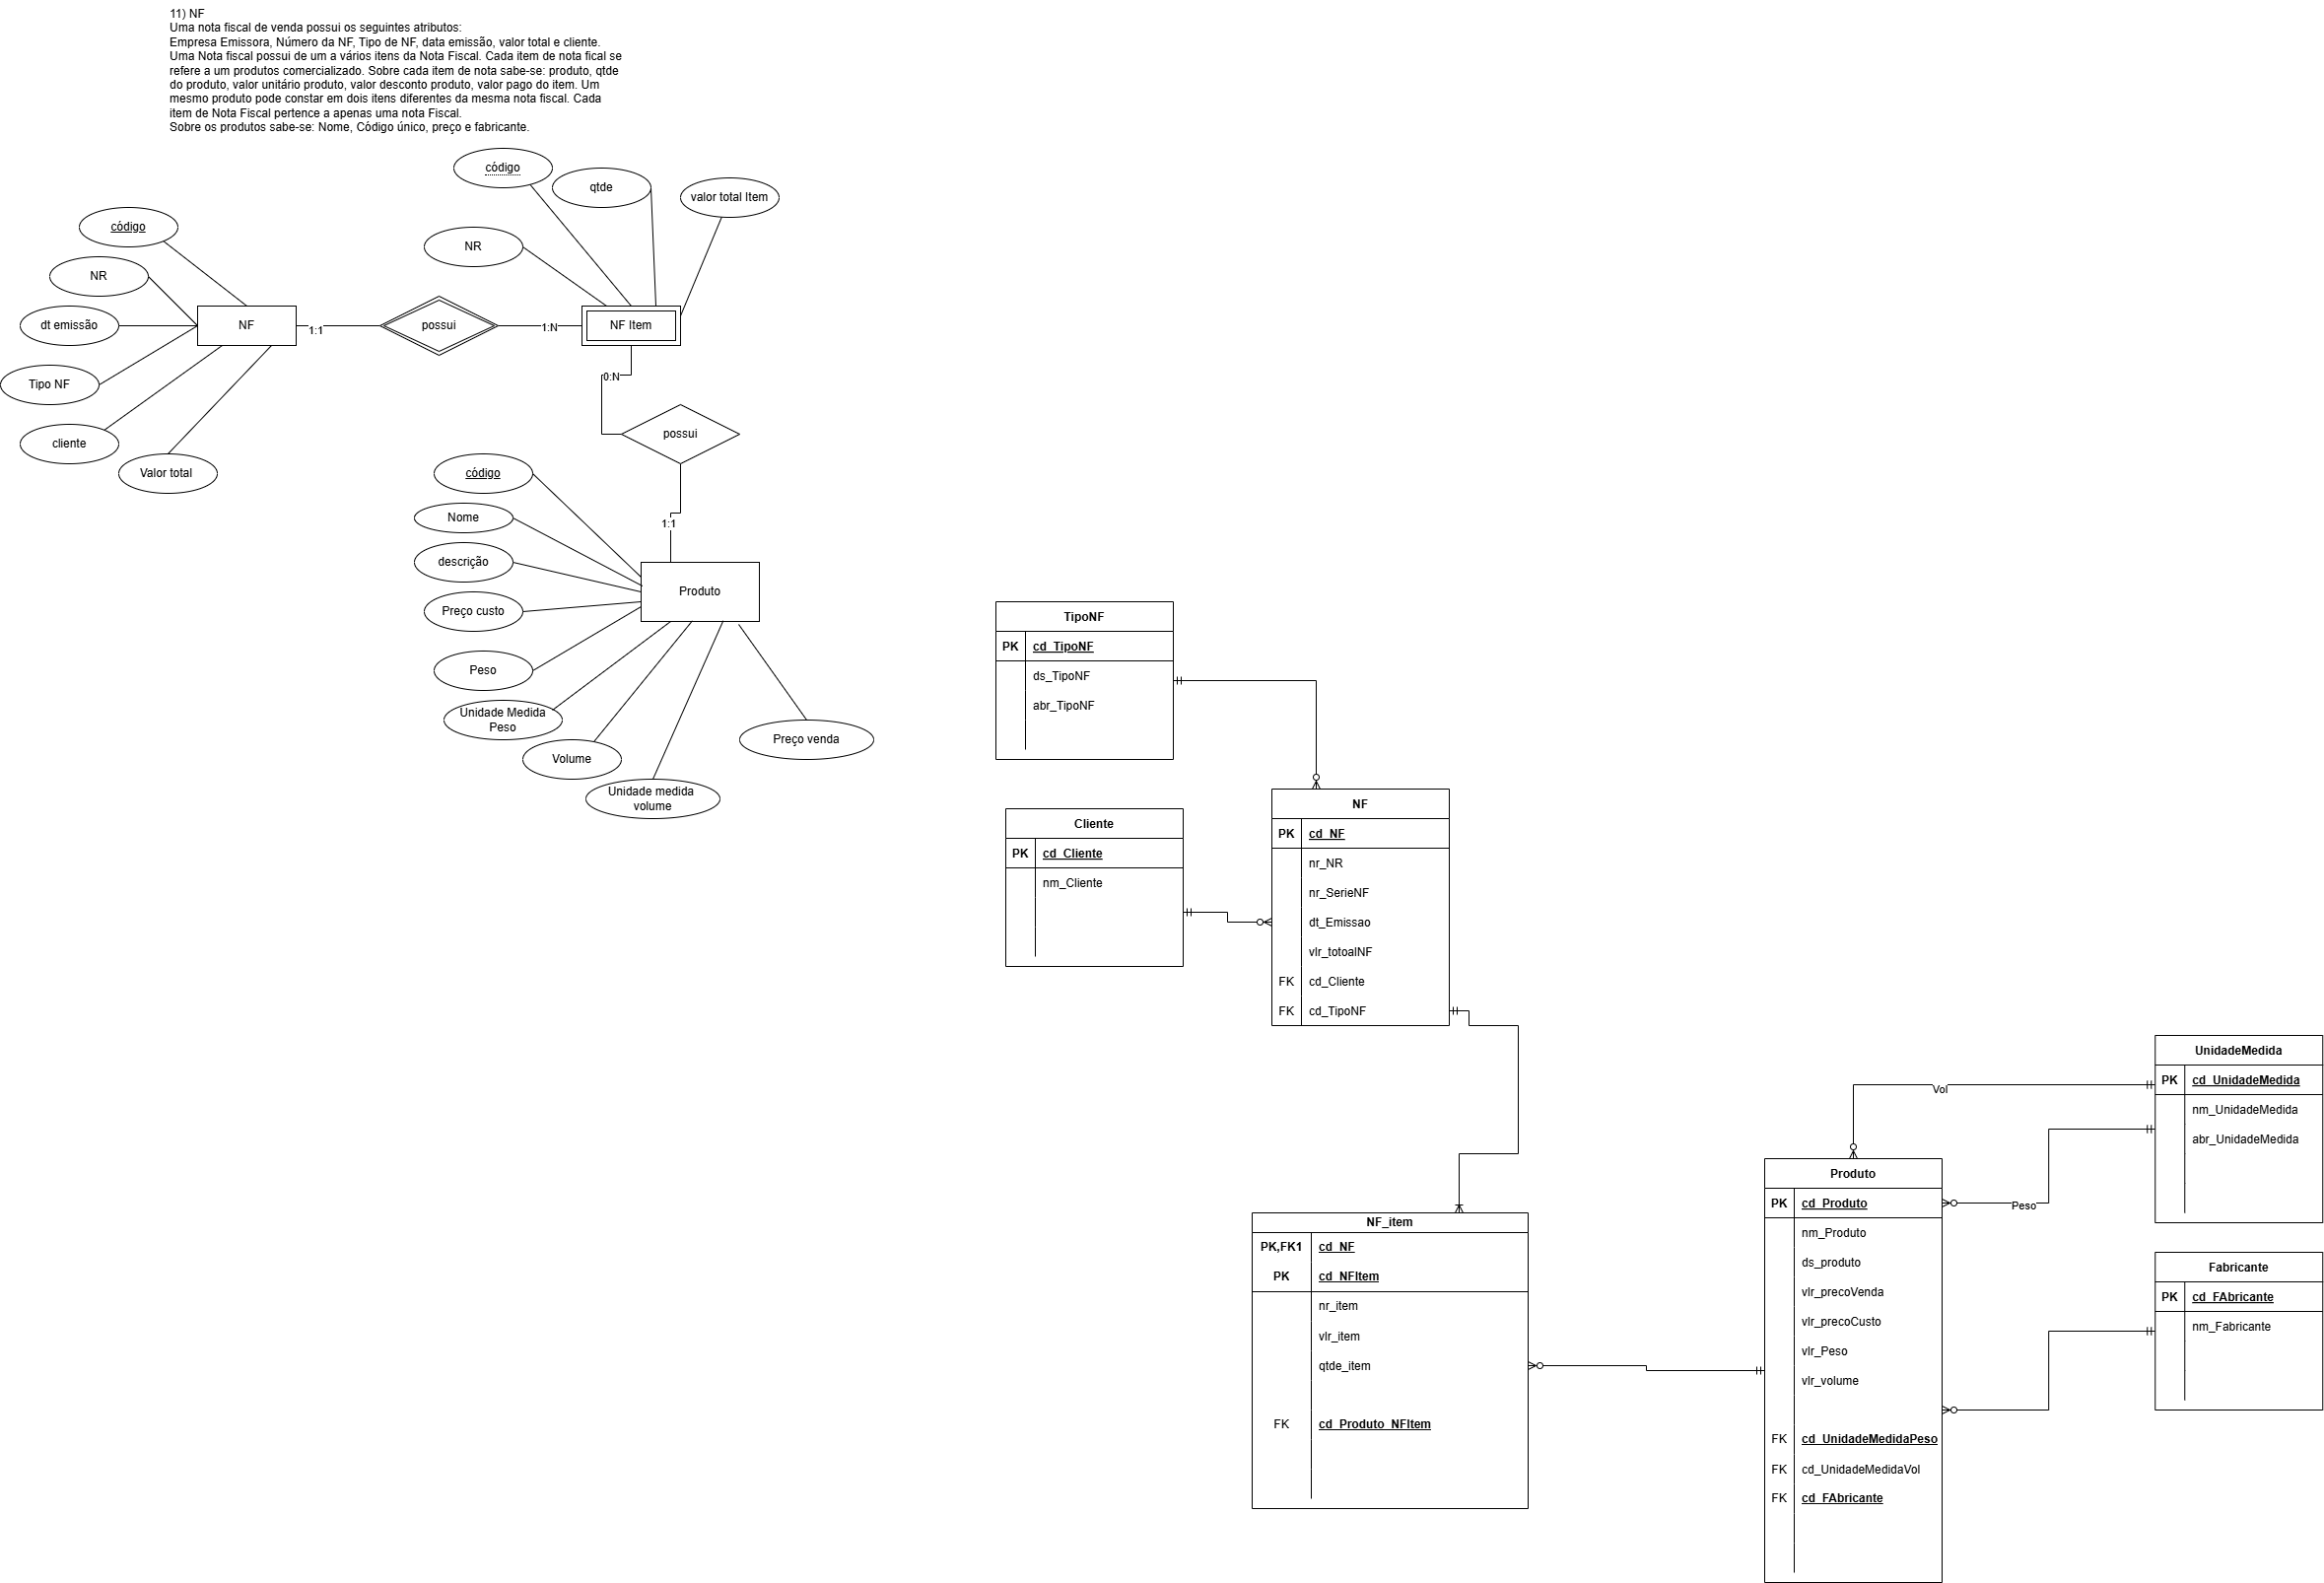 11) NF
Uma nota fiscal de venda possui os seguintes atributos:
Empresa Emissora, Número da NF, Tipo de NF, data emissão, valor total e cliente.
Uma Nota fiscal possui de um a vários itens da Nota Fiscal. Cada item de nota fical se
refere a um produtos comercializado. Sobre cada item de nota sabe-se: produto, qtde
do produto, valor unitário produto, valor desconto produto, valor pago do item. Um
mesmo produto pode constar em dois itens diferentes da mesma nota fiscal. Cada
item de Nota Fiscal pertence a apenas uma nota Fiscal.
Sobre os produtos sabe-se: Nome, Código único, preço e fabricante.
código
qtde
valor total Item
código
NR
NR
dt emissão
NF
1:1
possui
1:N
NF Item
Tipo NF
0:N
cliente
possui
Valor total
código
Nome
1:1
descrição
Produto
Preço custo
Peso
Unidade Medida
Peso
Volume
Preço venda
Unidade medida
volume
TipoNF
PK cd_TipoNF
ds_TipoNF
abr_TipoNF
Cliente
PK cd_Cliente
nm_Cliente
NF
PK cd_NF
nr_NR
nr_SerieNF
dt_Emissao
vlr_totoalNF
FK cd_Cliente
FK cd_TipoNF
UnidadeMedida
PK cd_UnidadeMedida
nm_UnidadeMedida
abr_UnidadeMedida
Vol
Peso
Produto
PK cd_Produto
nm_Produto
ds_produto
vlr_precoVenda
vlr_precoCusto
vlr_Peso
vlr_volume
FK cd_UnidadeMedidaPeso
FK cd_UnidadeMedidaVol
FK cd_FAbricante
NF_item
PK,FK1 cd_NF
PK cd_NFItem
nr_item
vlr_item
qtde_item
FK cd_Produto_NFItem
Fabricante
PK cd_FAbricante
nm_Fabricante